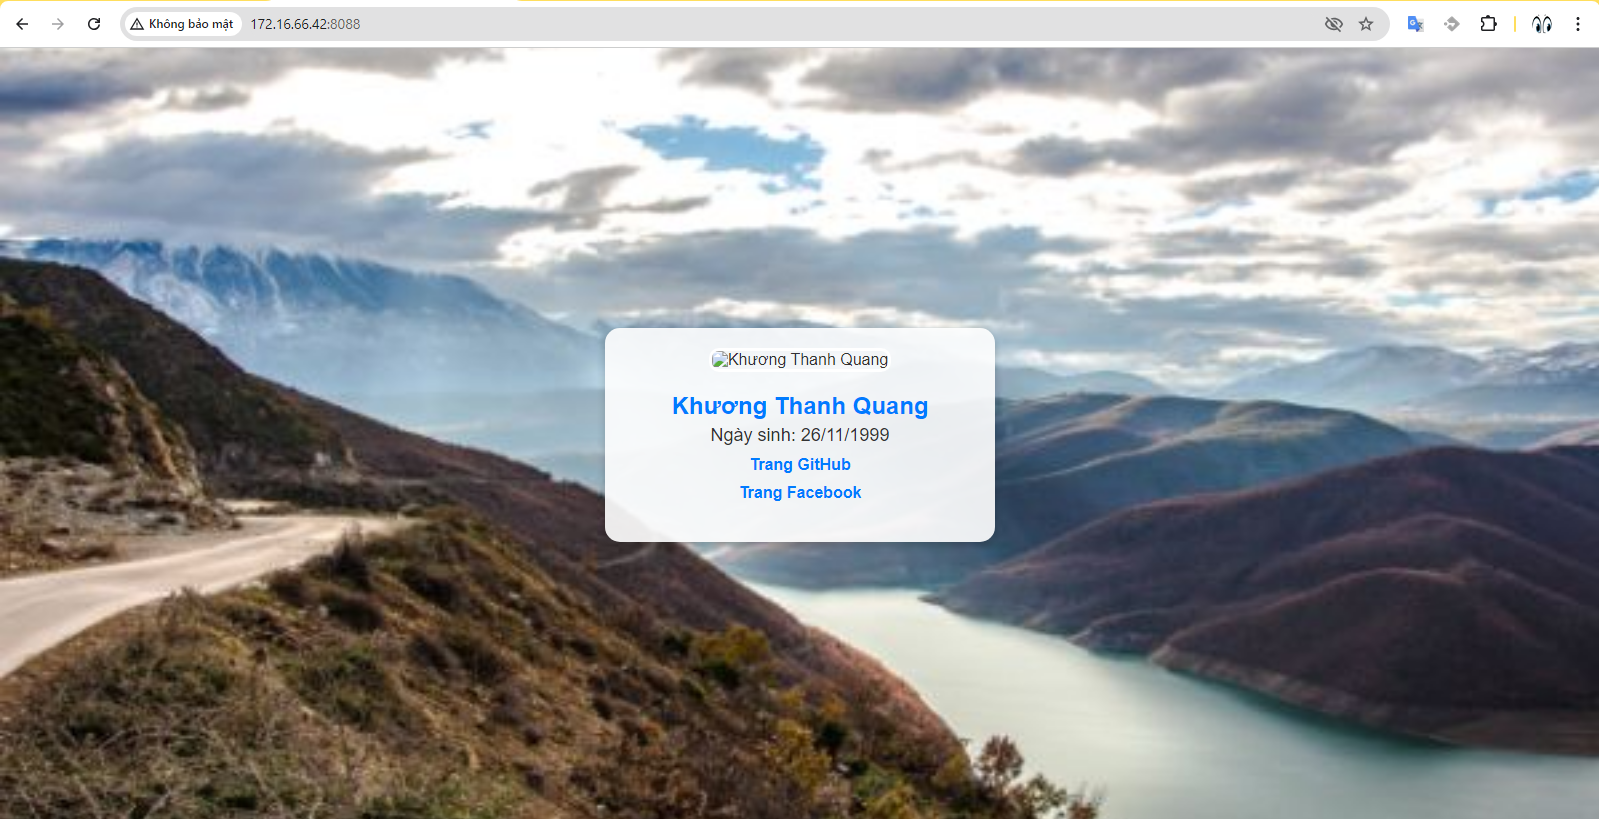 Không bảo mật
172.16.66.42:8088
Khương Thanh Quang
Khương Thanh Quang
Ngày sinh: 26/11/1999
Trang GitHub
Trang Facebook